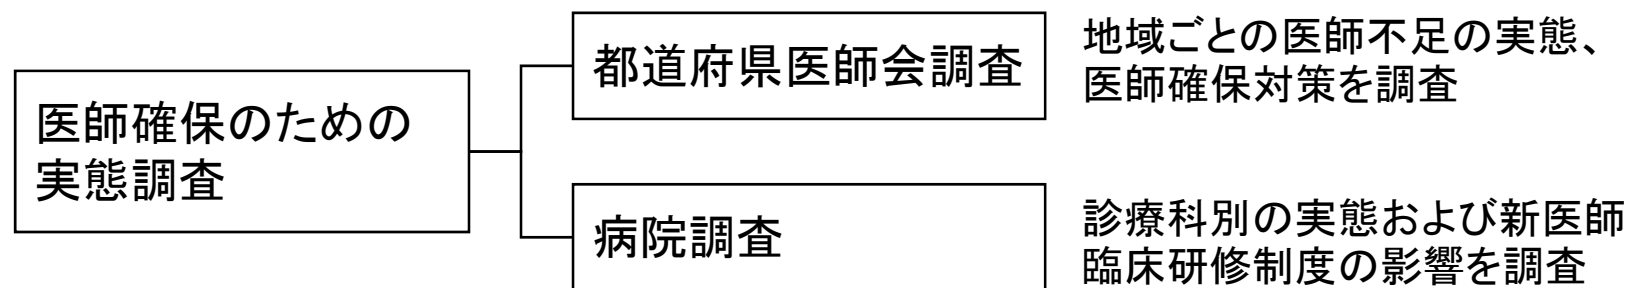 医師確保のための
実態調査
都道府県医師会調査
地域ごとの医師不足の実態、
医師確保対策を調査
病院調査
診療科別の実態および新医師
臨床研修制度の影響を調査